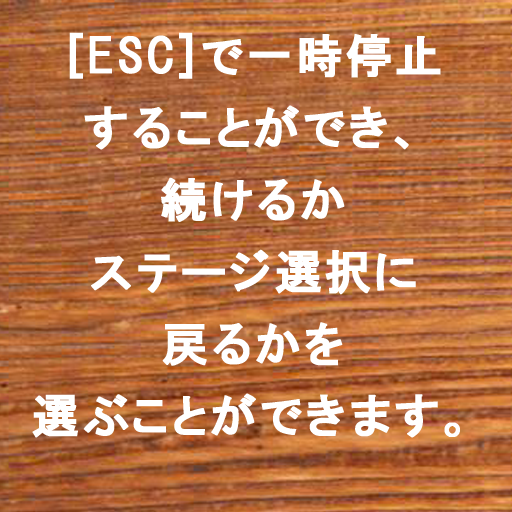 [ESC]で一時停止
することができ、
続けるか
ステージ選択に
戻るかを
選ぶことができます。